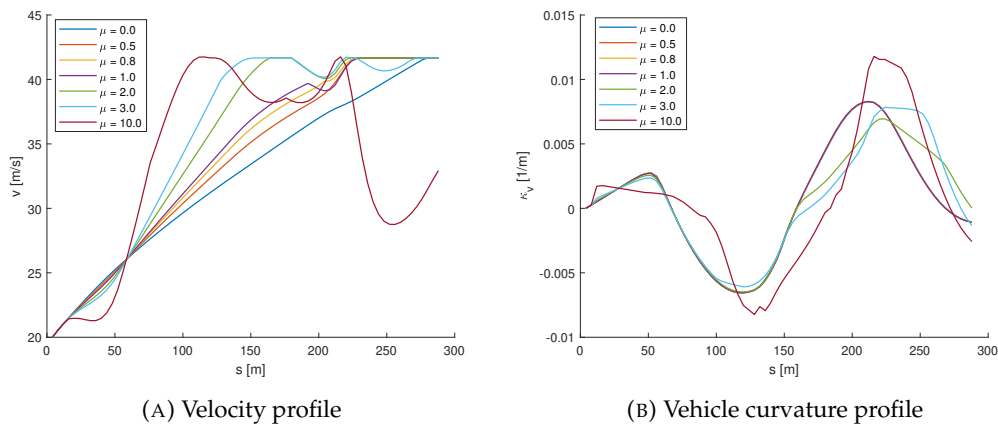 45
40
35
30
25
20
v [m/s]
μ = 0.0
μ = 0.5
μ = 0.8
μ = 1.0
μ = 2.0
μ = 3.0
μ = 10.0
0 50 100 150 200 250 300
s [m]
(A) Velocity profile
0.015
0.01
0.005
0
-0.005
-0.01
κv [1/m]
μ = 0.0
μ = 0.5
μ = 0.8
μ = 1.0
μ = 2.0
μ = 3.0
μ = 10.0
0 50 100 150 200 250 300
s [m]
(B) Vehicle curvature profile